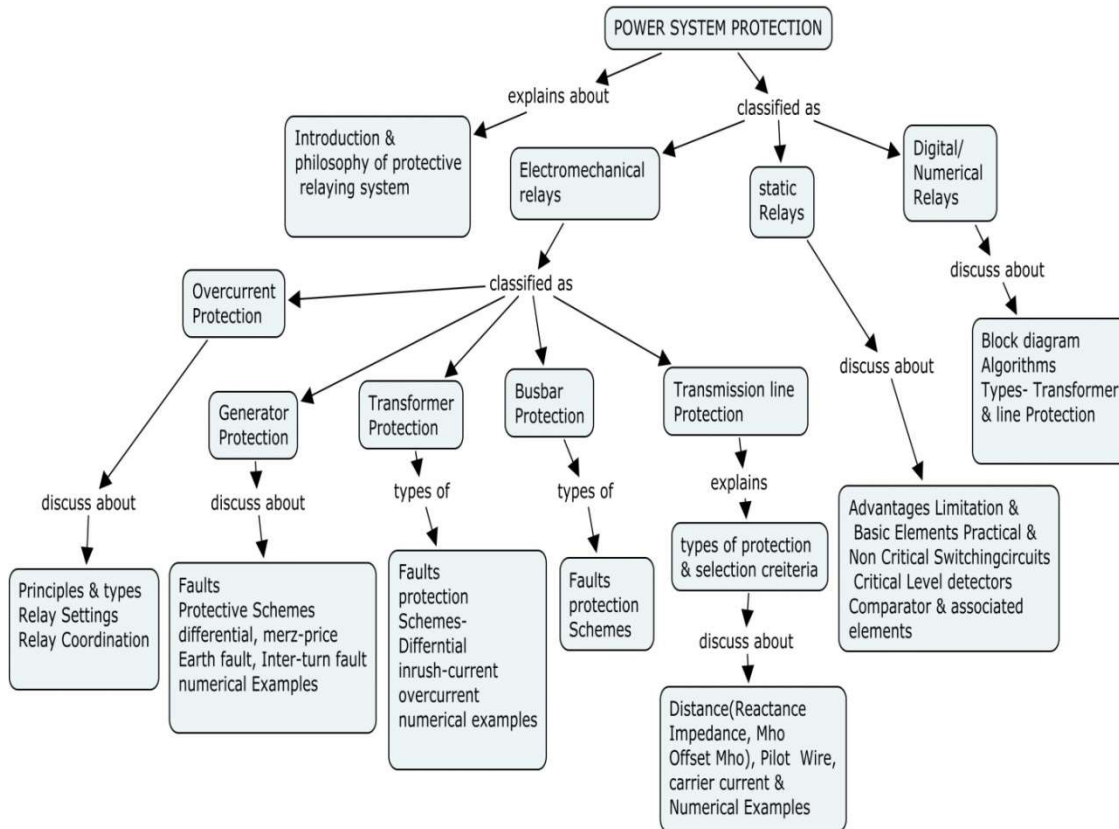 POWER SYSTEM PROTECTION
explains about
classified as
Introduction &
philosophy of protective
relaying system
Electromechanical
relays
static
Relays
Digital/
Numerical
Relays
classified as
discuss about
Overcurrent
Protection
Generator
Protection
Transformer
Protection
Busbar
Protection
Transmission line
Protection
discuss about
Block diagram
Algorithms
Types- Transformer
& line Protection
discuss about
discuss about
types of
types of
explains
Principles & types
Relay Settings
Relay Coordination
Faults
Protective Schemes
differential, merz-price
Earth fault, Inter-turn fault
numerical Examples
Faults
protection
Schemes-
Differntial
inrush-current
overcurrent
numerical examples
Faults
protection
Schemes
types of protection
& selection creiteria
Advantages Limitation &
Basic Elements Practical &
Non Critical Switchingcircuits
Critical Level detectors
Comparator & associated
elements
discuss about
Distance(Reactance
Impedance, Mho
Offset Mho), Pilot Wire,
carrier current &
Numerical Examples